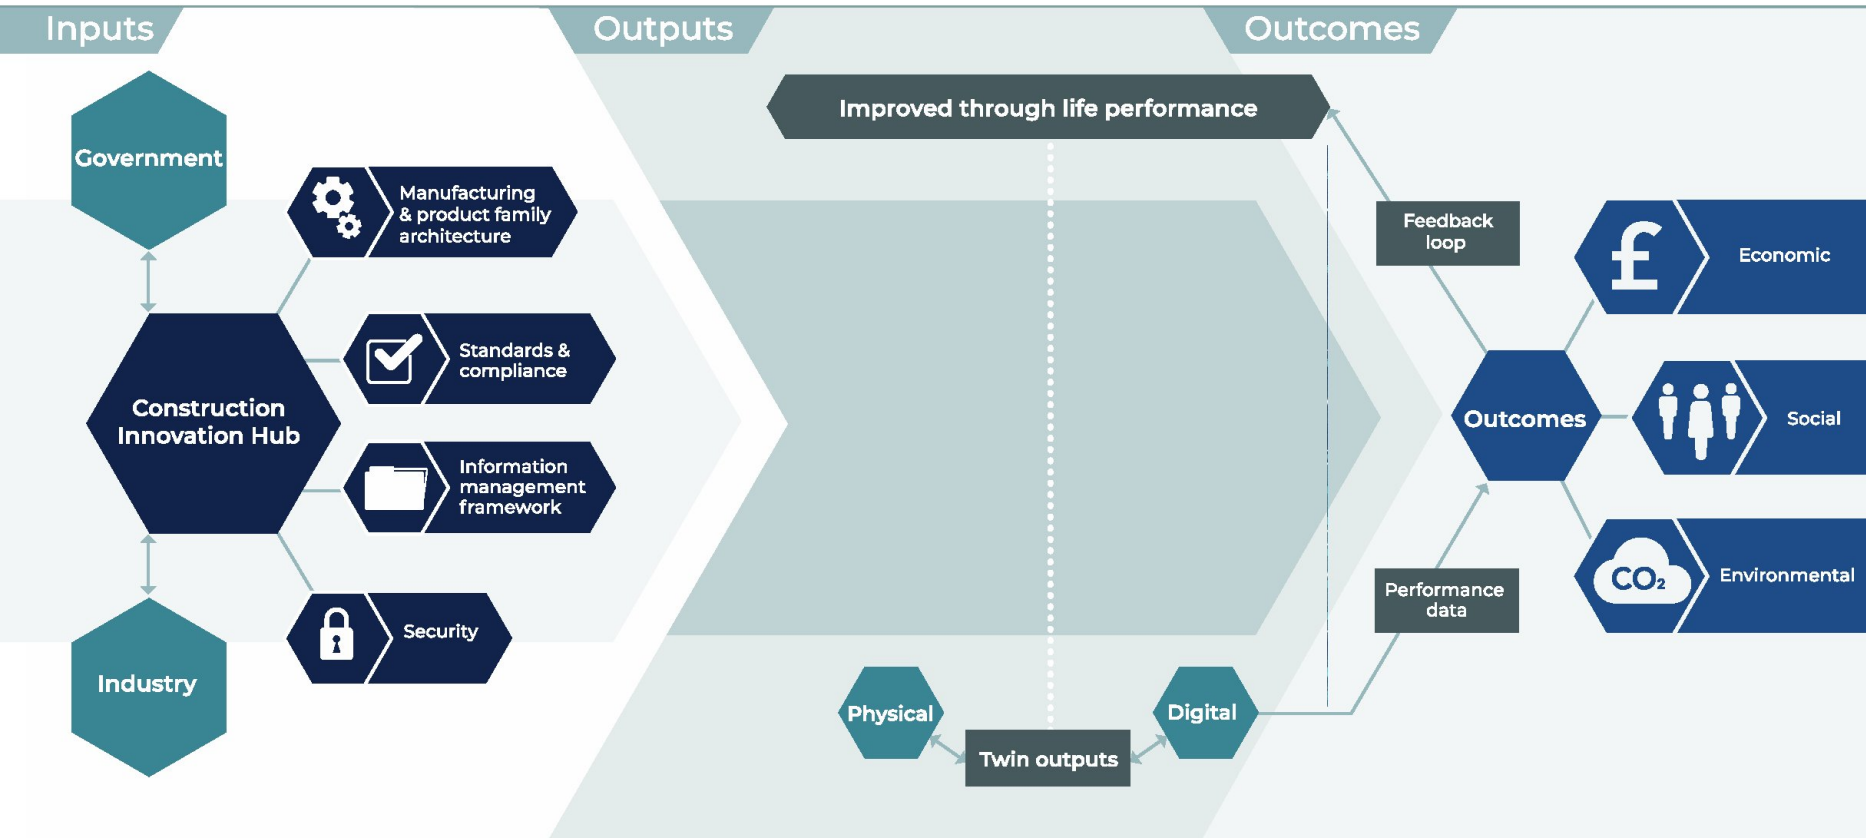 Inputs
Outputs
Outcomes
Improved through life performance
Government
Manufacturing
& product family
architecture
Feedback
loop
£
Economic
Standards &
compliance
Construction
Innovation Hub
Outcomes
Social
Information
management
framework
CO₂
Environmental
Performance
data
Security
Industry
Physical
Digital
Twin outputs